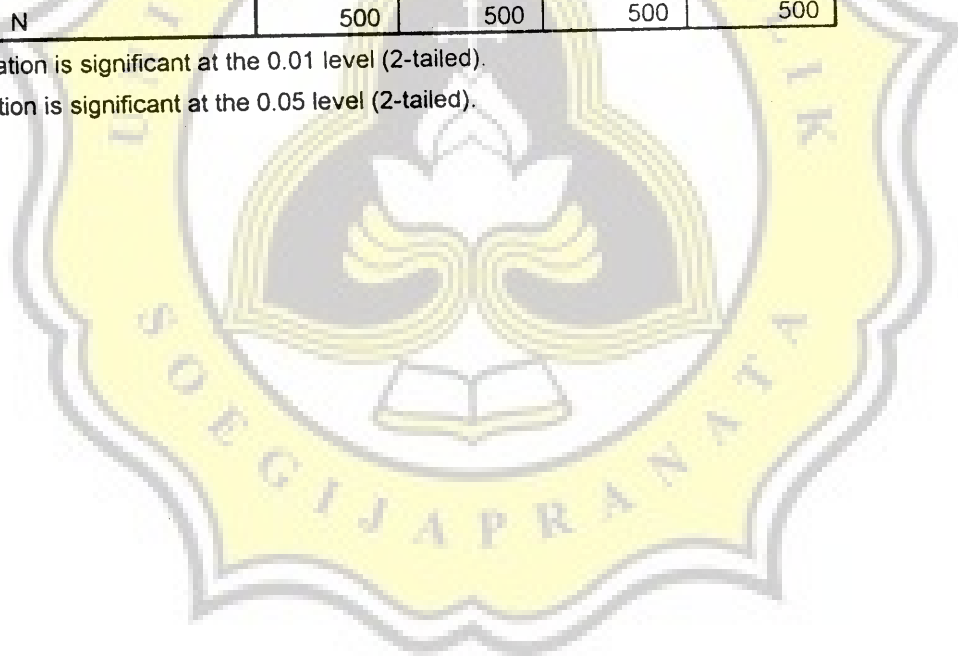 N 500 500 500 500
ation is significant at the 0.01 level (2-tailed).
tion is significant at the 0.05 level (2-tailed).
U N I
L I K
SOEGIJAPRANATA